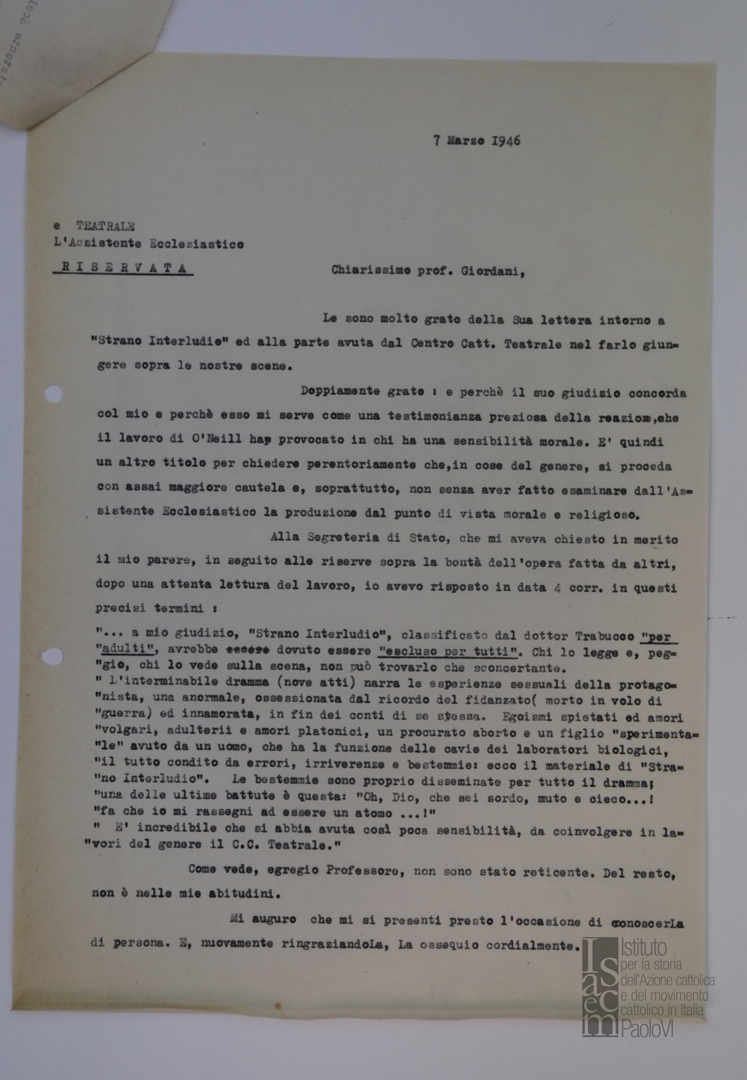 7 Marzo 1946
e TEATRALE
L'Assistente Ecclesiastico
RISERVATA
Chiarissimo prof. Giordani,
Le sono molto grato della Sua lettera intorno a
"Strano Interludio" ed alla parte avuta dal Centro Catt. Teatrale nel farlo giun=
gere sopra le nostre scene.
Doppiamente grato : e perchè il suo giudizio concorda
col mio e perchè esso mi serve come una testimonianza preziosa della reazion,che
il lavoro di O'Neill ha provocato in chi ha una sensibilità morale. E' quindi
un altro titolo per chiedere perentoriamente che,in cose del genere, si proceda
con assai maggiore cautela e, soprattutto, non senza aver fatto esaminare dall'As=
sistente Ecclesiastico la produzione dal punto di vista morale e religioso.
Alla Segreteria di Stato, che mi aveva chiesto in merito
il mio parere, in seguito alle riserve sopra la bontà dell'opera fatta da altri,
dopo una attenta lettura del lavoro, io avevo risposto in data 4 corr. in questi
precisi termini :
"... a mio giudizio, "Strano Interludio", classificato dal dottor Trabucco "per
"adulti", avrebbe essere dovuto essere "escluso per tutti". Chi lo legge e, peg=
"gio, chi lo vede sulla scena, non può trovarlo che sconcertante.
" L'interminabile dramma (nove atti) narra le esperienze sessuali della protago=
"nista, una anormale, ossessionata dal ricordo del fidanzato( morto in volo di
"guerra) ed innamorata, in fin dei conti di se stessa. Egoismi spietati ed amori
"volgari, adulterii e amori platonici, un procurato aborto e un figlio "sperimenta=
"le" avuto da un uomo, che ha la funzione delle cavie dei laboratori biologici,
"il tutto condito da errori, irriverenze e bestemmie: ecco il materiale di "Stra=
"no Interludio". Le bestemmie sono proprio disseminate per tutto il dramma;
"una delle ultime battute è questa: "Oh, Dio, che sei sordo, muto e cieco...!
"fa che io mi rassegni ad essere un atomo ...!"
" E' incredibile che si abbia avuta così poca sensibilità, da coinvolgere in la=
"vori del genere il C.C. Teatrale."
Come vede, egregio Professore, non sono stato reticente. Del resto,
non è nelle mie abitudini.
Mi auguro che mi si presenti presto l'occasione di conoscerLa
di persona. E, nuovamente ringraziandoLa, La ossequio cordialmente.
Isacem
Istituto
per la storia
dell'Azione cattolica
e del movimento
cattolico in Italia
PaoloVI